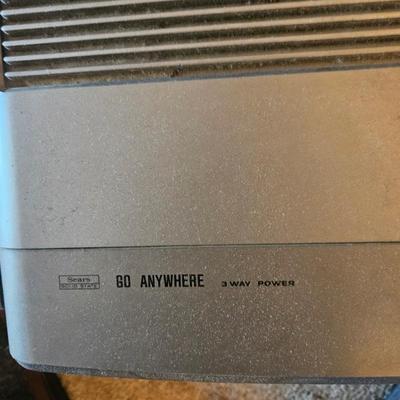 Sears
SOLID STATE
GO ANYWHERE 3 WAY POWER